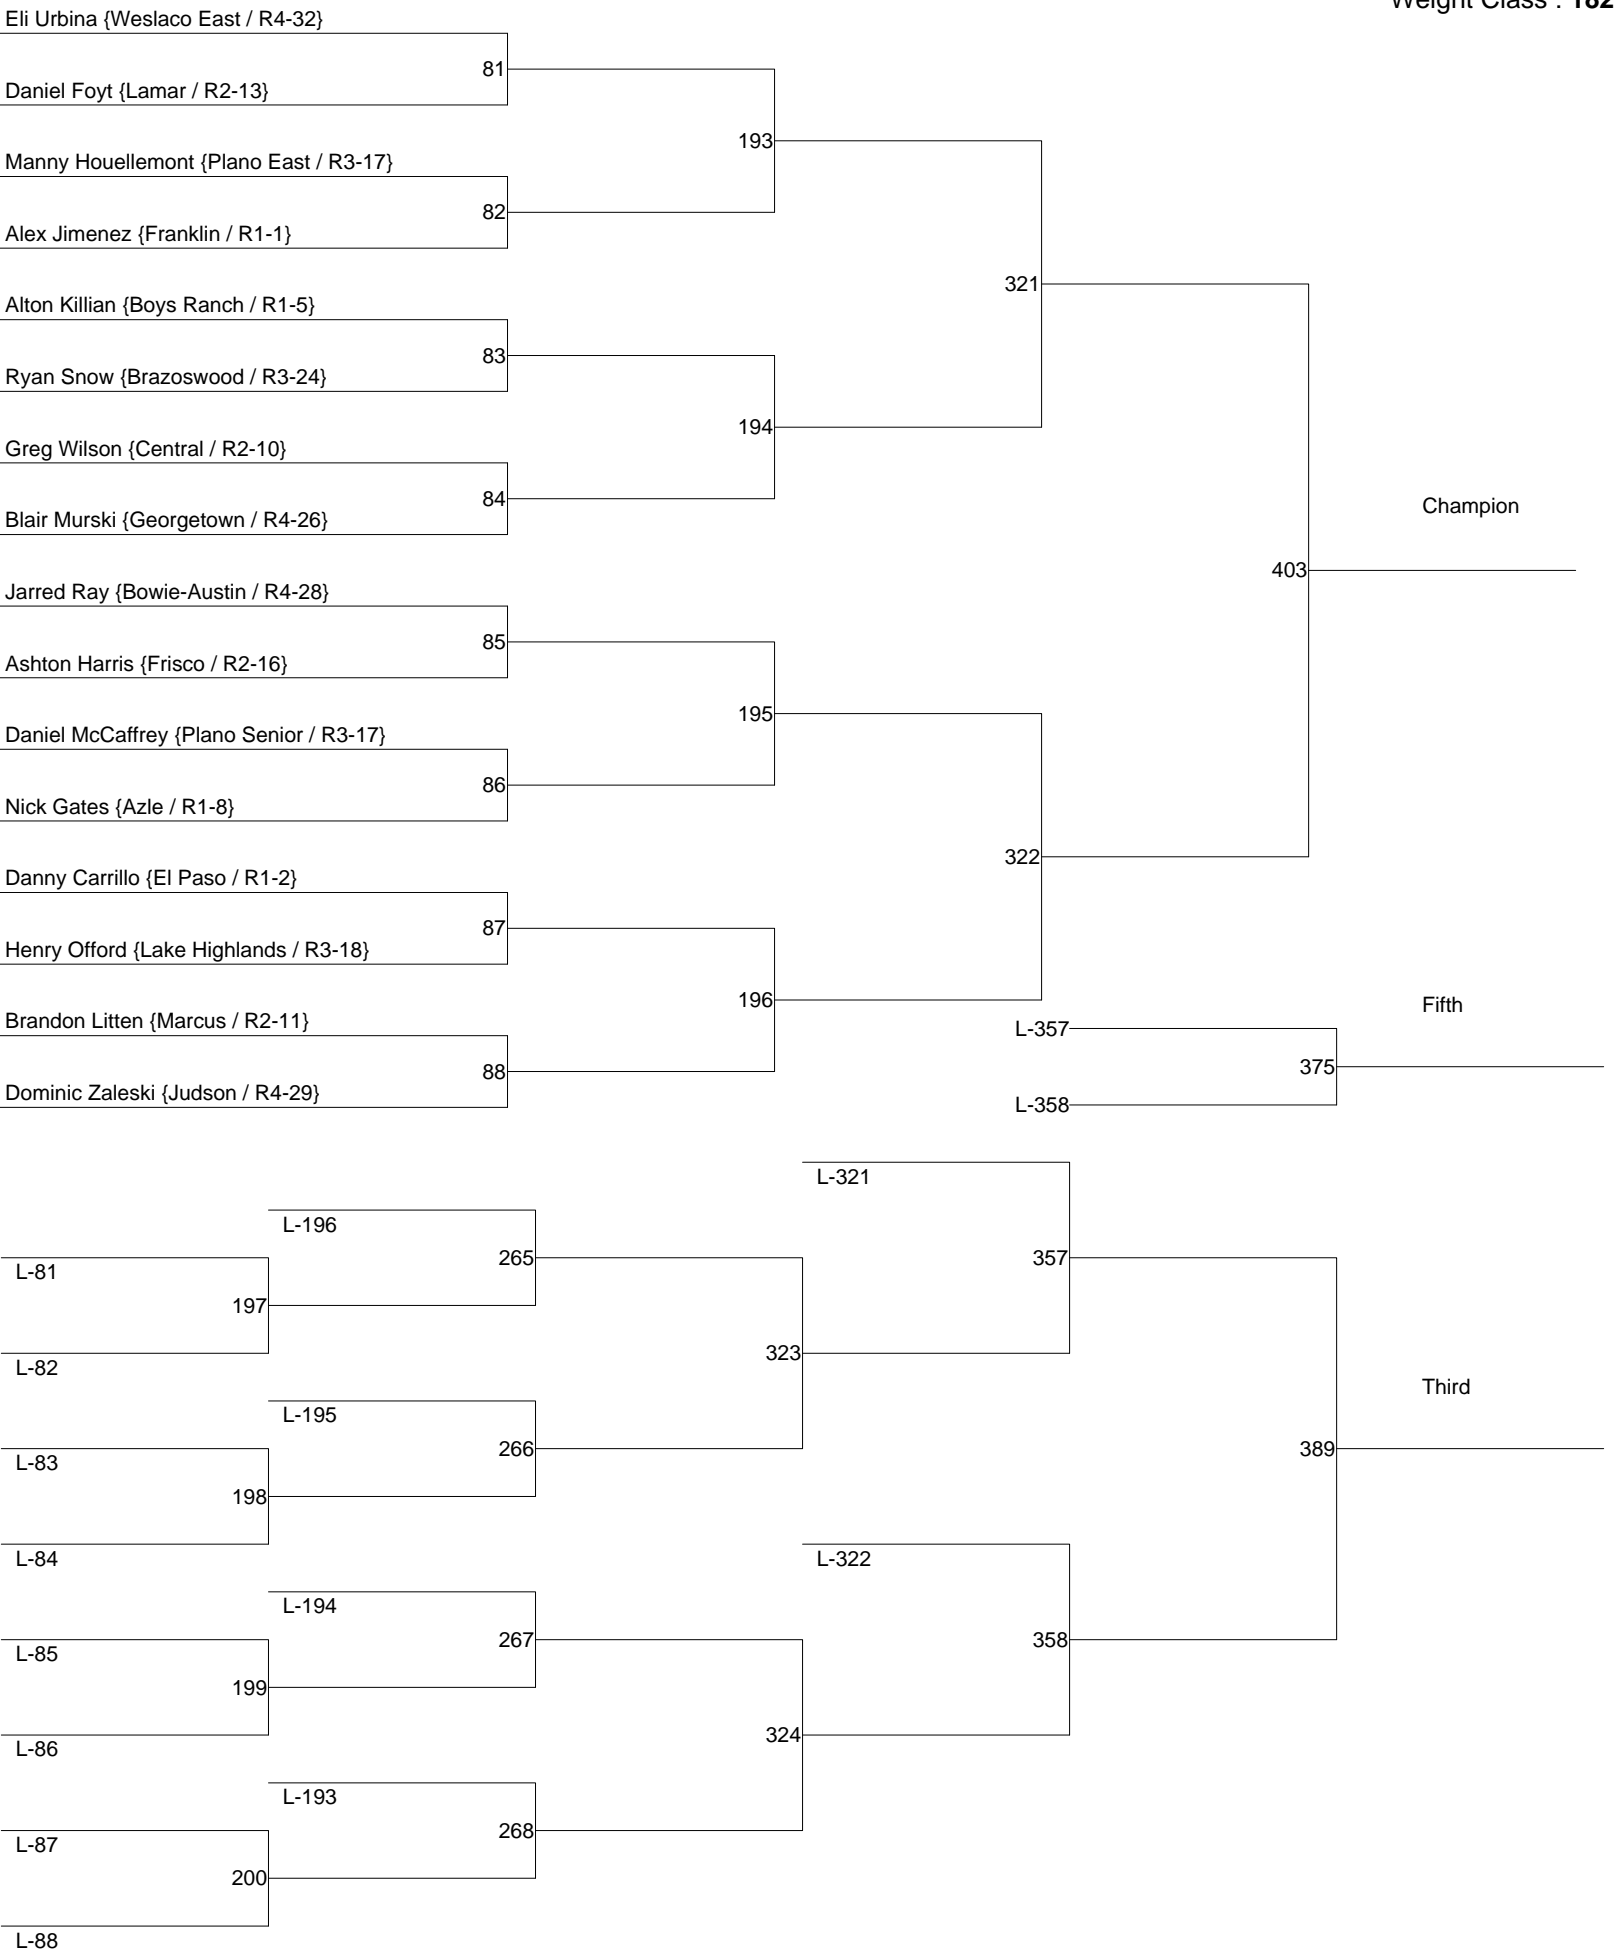 Weight Class : 182
Eli Urbina {Weslaco East / R4-32}
81
Daniel Foyt {Lamar / R2-13}
193
Manny Houellemont {Plano East / R3-17}
82
Alex Jimenez {Franklin / R1-1}
321
Alton Killian {Boys Ranch / R1-5}
83
Ryan Snow {Brazoswood / R3-24}
194
Greg Wilson {Central / R2-10}
84
Champion
Blair Murski {Georgetown / R4-26}
403
Jarred Ray {Bowie-Austin / R4-28}
85
Ashton Harris {Frisco / R2-16}
195
Daniel McCaffrey {Plano Senior / R3-17}
86
Nick Gates {Azle / R1-8}
322
Danny Carrillo {El Paso / R1-2}
87
Henry Offord {Lake Highlands / R3-18}
196
Fifth
Brandon Litten {Marcus / R2-11}
L-357
88
375
Dominic Zaleski {Judson / R4-29}
L-358
L-321
L-196
265
357
L-81
197
323
L-82
Third
L-195
266
389
L-83
198
L-84
L-322
L-194
267
358
L-85
199
324
L-86
L-193
268
L-87
200
L-88